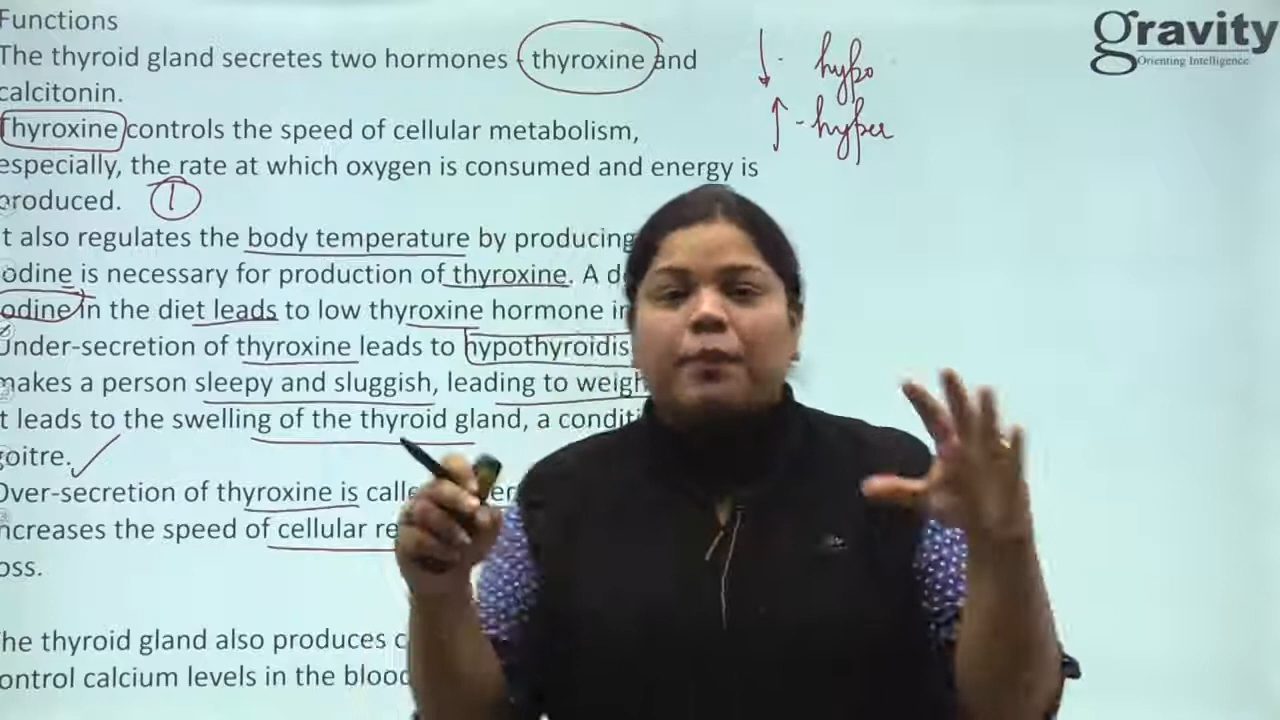 Functions
The thyroid gland secretes two hormones - thyroxine and
calcitonin.
Thyroxine controls the speed of cellular metabolism,
especially, the rate at which oxygen is consumed and energy is
produced. 1
t also regulates the body temperature by producing
odine is necessary for production of thyroxine. A d
odine in the diet leads to low thyroxine hormone in
Under-secretion of thyroxine leads to hypothyroidis
makes a person sleepy and sluggish, leading to weigh
t leads to the swelling of the thyroid gland, a condit
goitre.
Over-secretion of thyroxine is calle er
ncreases the speed of cellular re
oss.
he thyroid gland also produces c
ontrol calcium levels in the blood
↓ - hypo
↑ - hyper
gravity
Orienting Intelligence